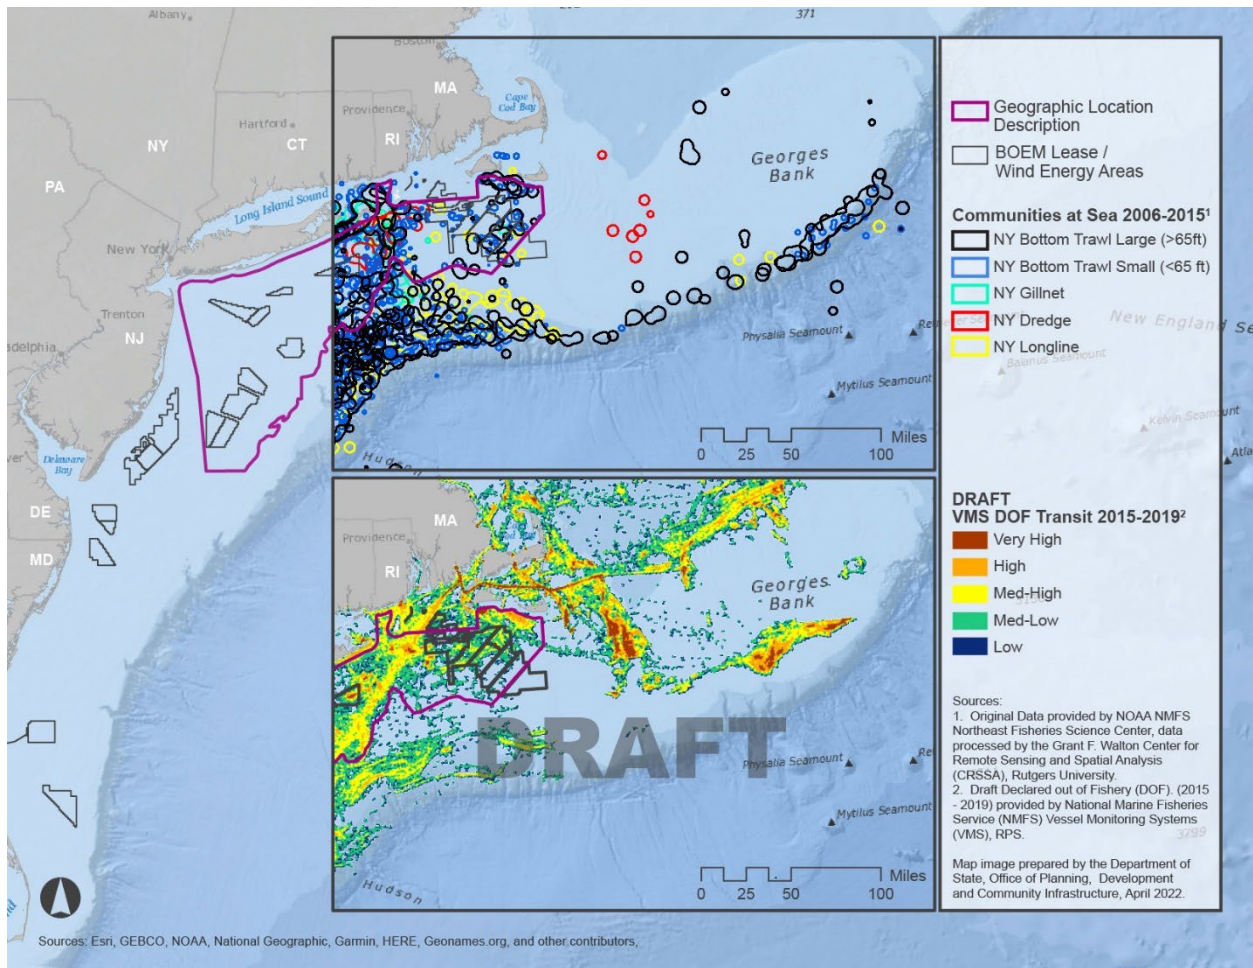 Albany
371
Boston
MA
Cape
Cod Bay
Providence
Hartford
RI
NY
CT
PA
Georges
Bank
Long Island Sound
New York
Trenton
NJ
Physalia Seamount
Mytilus Seamount
Miles
0 25 50 100
Hudson
Delaware
Bay
DE
MD
MA
Providence
RI
Georges
Bank
DRAFT
Physalia Seamount
Mytilus Seamount
Miles
0 25 50 100
Hudson
Geographic Location
Description
BOEM Lease /
Wind Energy Areas
Communities at Sea 2006-2015¹
NY Bottom Trawl Large (>65ft)
NY Bottom Trawl Small (<65 ft)
NY Gillnet
NY Dredge
NY Longline
New England Se
Balanus Seamount
Kelvin Seamount
Atla
DRAFT
VMS DOF Transit 2015-2019²
Very High
High
Med-High
Med-Low
Low
Sources:
1. Original Data provided by NOAA NMFS
Northeast Fisheries Science Center, data
processed by the Grant F. Walton Center for
Remote Sensing and Spatial Analysis
(CRSSA), Rutgers University.
2. Draft Declared out of Fishery (DOF). (2015
- 2019) provided by National Marine Fisheries
Service (NMFS) Vessel Monitoring Systems
(VMS), RPS.
3799
Map image prepared by the Department of
State, Office of Planning, Development
and Community Infrastructure, April 2022.
Sources: Esri, GEBCO, NOAA, National Geographic, Garmin, HERE, Geonames.org, and other contributors,